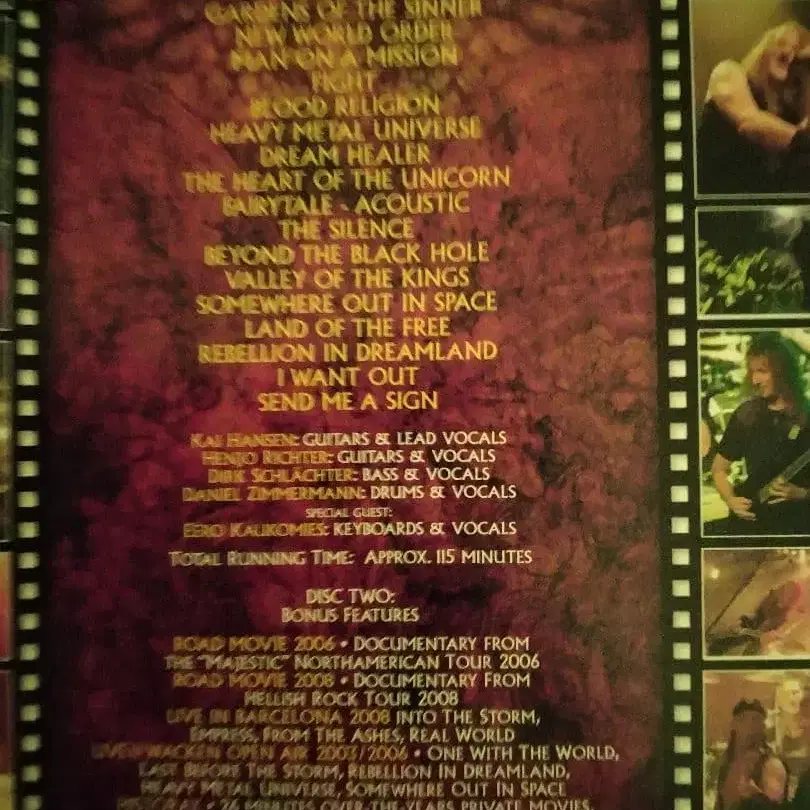 GARDENS OF THE SINNER
NEW WORLD ORDER
MAN ON A MISSION
FIGHT
BLOOD RELIGION
HEAVY METAL UNIVERSE
DREAM HEALER
THE HEART OF THE UNICORN
FAIRYTALE - ACOUSTIC
THE SILENCE
BEYOND THE BLACK HOLE
VALLEY OF THE KINGS
SOMEWHERE OUT IN SPACE
LAND OF THE FREE
REBELLION IN DREAMLAND
I WANT OUT
SEND ME A SIGN
KAI HANSEN: GUITARS & LEAD VOCALS
HENJO RICHTER: GUITARS & VOCALS
DIRK SCHLÄCHTER: BASS & VOCALS
DANIEL ZIMMERMANN: DRUMS & VOCALS
SPECIAL GUEST:
EERO KAUKOMIES: KEYBOARDS & VOCALS
TOTAL RUNNING TIME: APPROX. 115 MINUTES
DISC TWO:
BONUS FEATURES
ROAD MOVIE 2006 • DOCUMENTARY FROM
THE "MAJESTIC" NORTHAMERICAN TOUR 2006
ROAD MOVIE 2008 • DOCUMENTARY FROM
HELLISH ROCK TOUR 2008
LIVE IN BARCELONA 2008 INTO THE STORM,
EMPRESS, FROM THE ASHES, REAL WORLD
WACKEN OPEN AIR 2003/2006 • ONE WITH THE WORLD,
LAST BEFORE THE STORM, REBELLION IN DREAMLAND,
HEAVY METAL UNIVERSE, SOMEWHERE OUT IN SPACE
26 MINUTES OVER-THE-YEARS PRIVATE MOVIES,